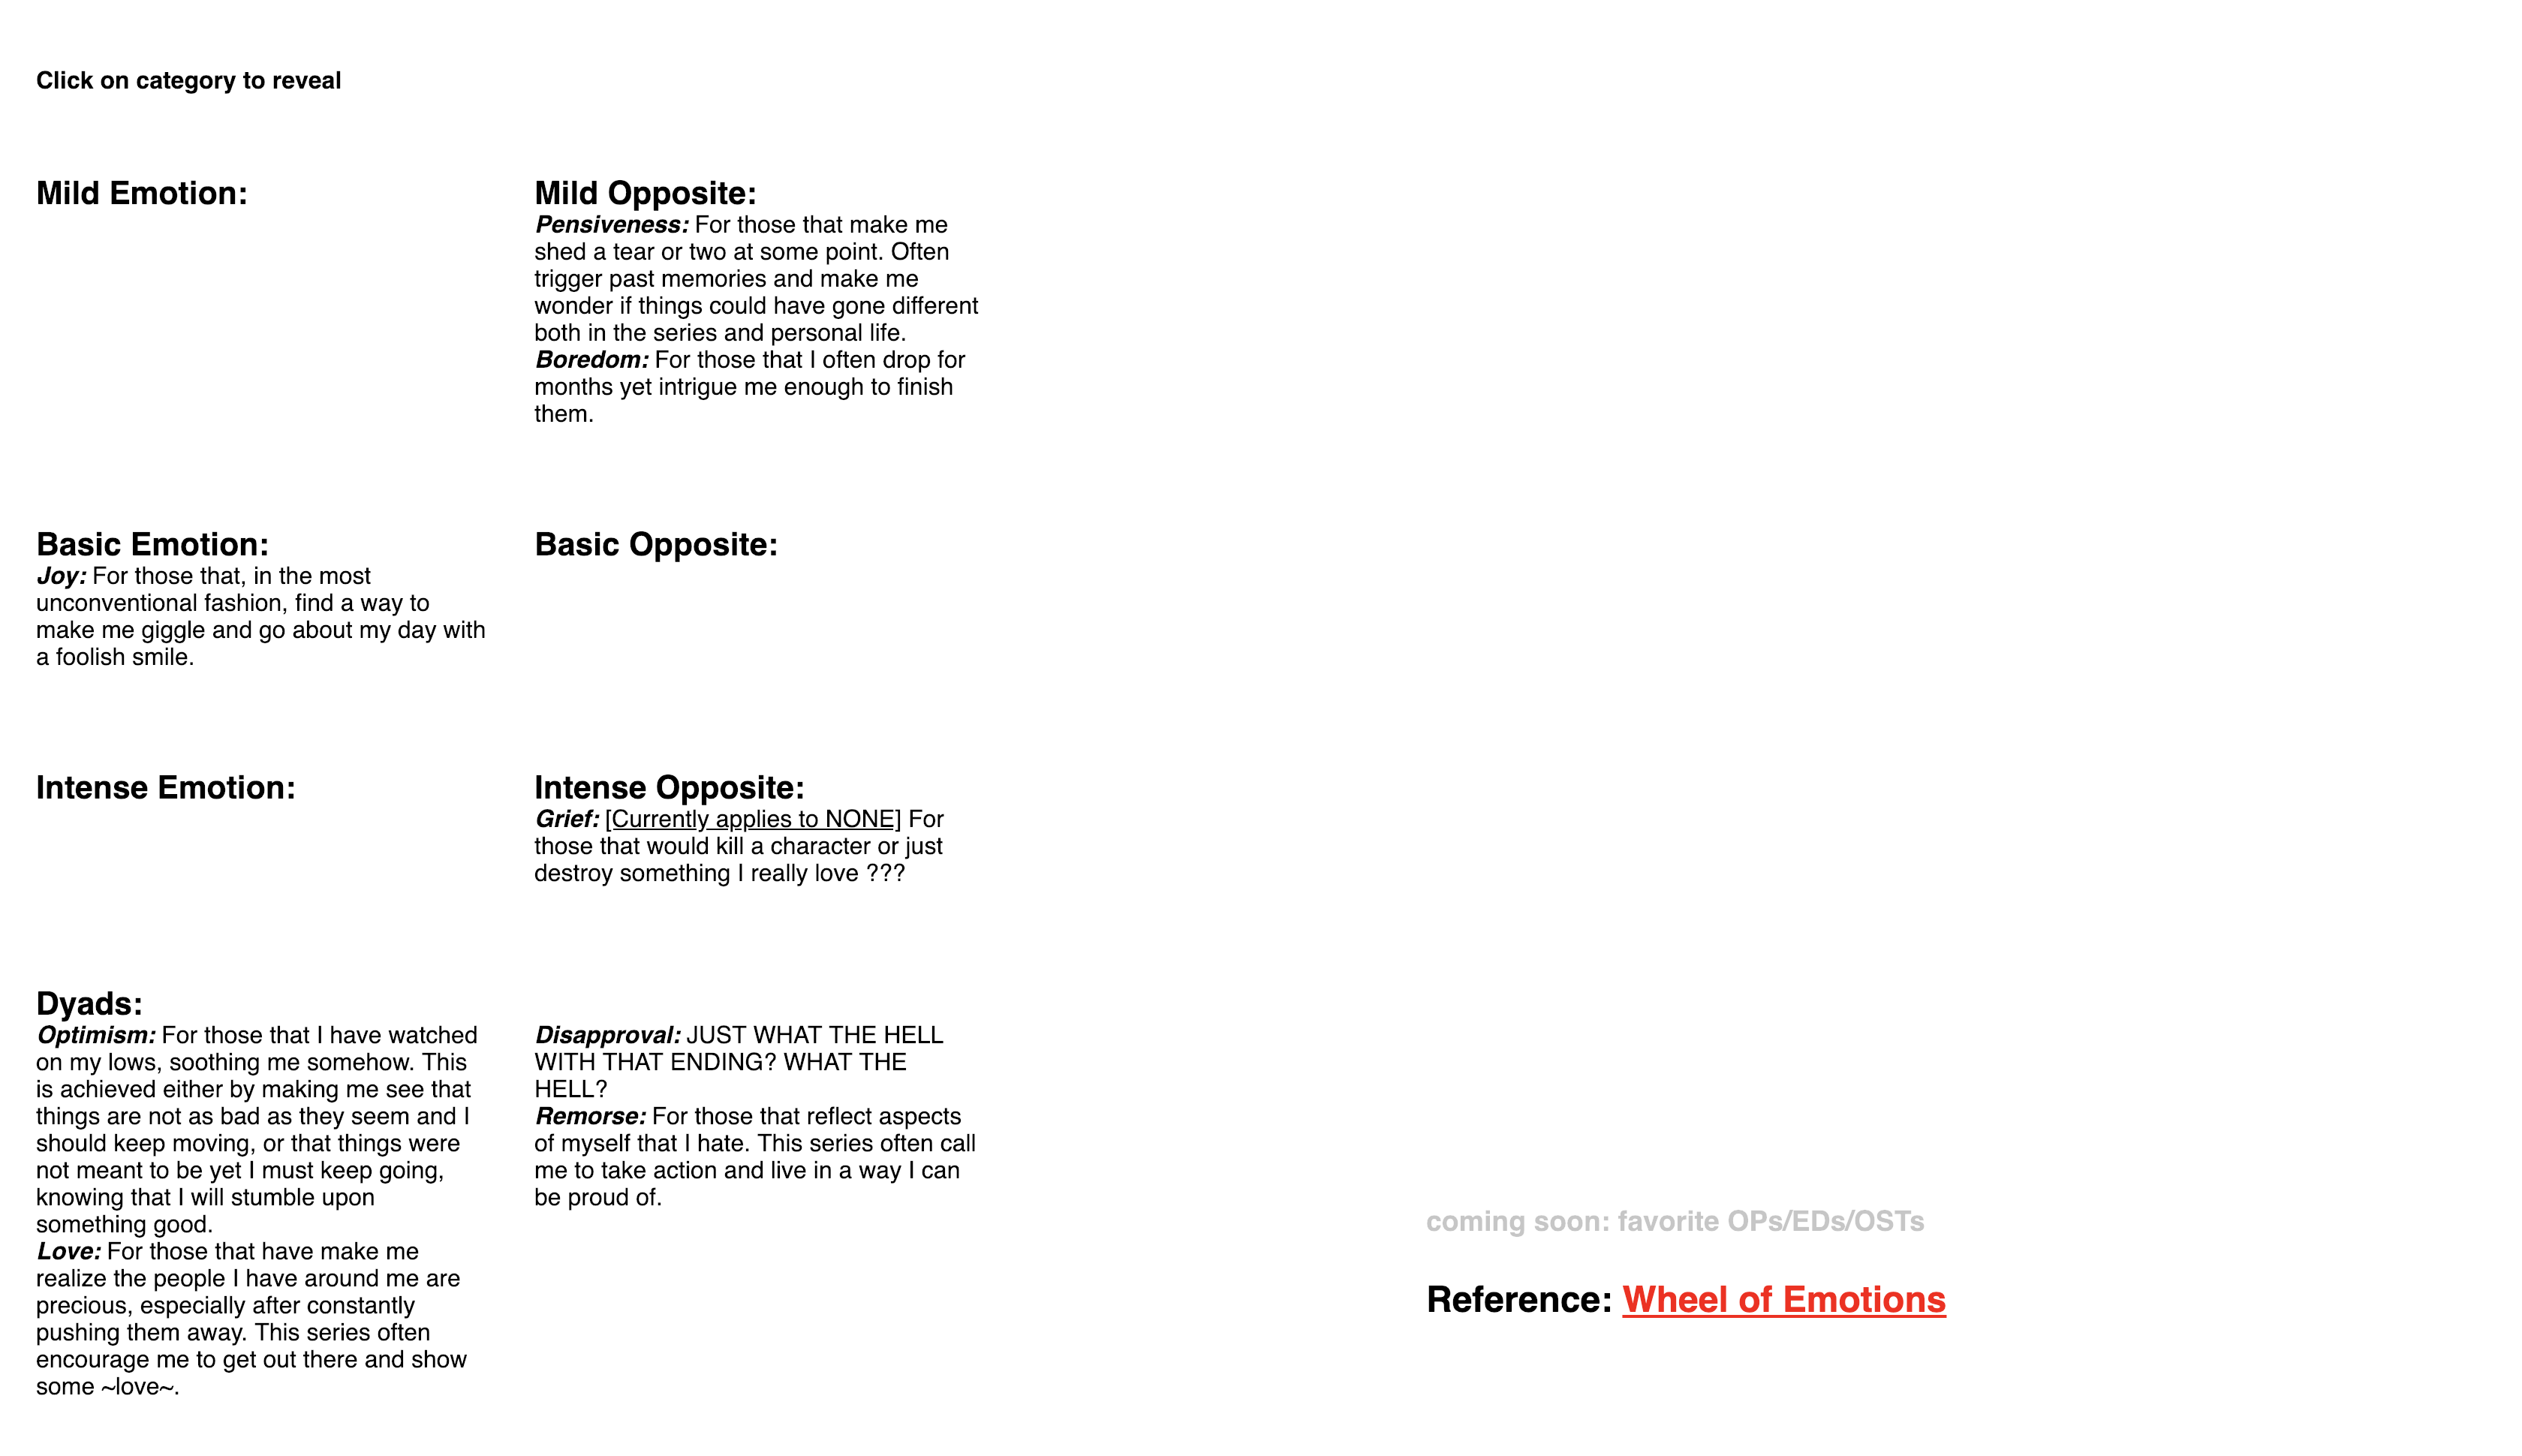 Click on category to reveal
Mild Emotion:
Mild Opposite:
Pensiveness: For those that make me
shed a tear or two at some point. Often
trigger past memories and make me
wonder if things could have gone different
both in the series and personal life.
Boredom: For those that I often drop for
months yet intrigue me enough to finish
them.
Basic Emotion:
Joy: For those that, in the most
unconventional fashion, find a way to
make me giggle and go about my day with
a foolish smile.
Basic Opposite:
Intense Emotion:
Intense Opposite:
Grief: [Currently applies to NONE] For
those that would kill a character or just
destroy something I really love ???
Dyads:
Optimism: For those that I have watched
on my lows, soothing me somehow. This
is achieved either by making me see that
things are not as bad as they seem and I
should keep moving, or that things were
not meant to be yet I must keep going,
knowing that I will stumble upon
something good.
Love: For those that have make me
realize the people I have around me are
precious, especially after constantly
pushing them away. This series often
encourage me to get out there and show
some ~love~.
Disapproval: JUST WHAT THE HELL
WITH THAT ENDING? WHAT THE
HELL?
Remorse: For those that reflect aspects
of myself that I hate. This series often call
me to take action and live in a way I can
be proud of.
coming soon: favorite OPs/EDs/OSTs
Reference: Wheel of Emotions